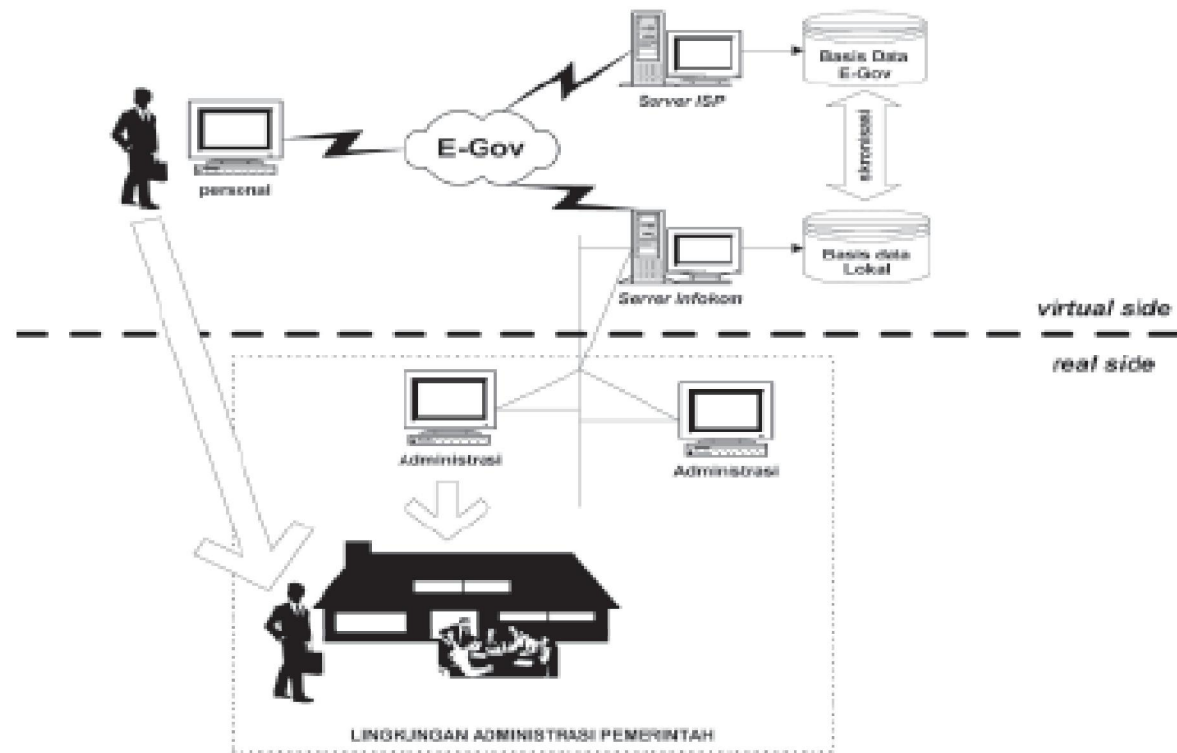 Basis Data
E-Gov
Server ISP
E-Gov
personal
skronisasi
Basis data
Lokal
Server Infokom
virtual side
real side
Administrasi
Administrasi
LINGKUNGAN ADMINISTRASI PEMERINTAH